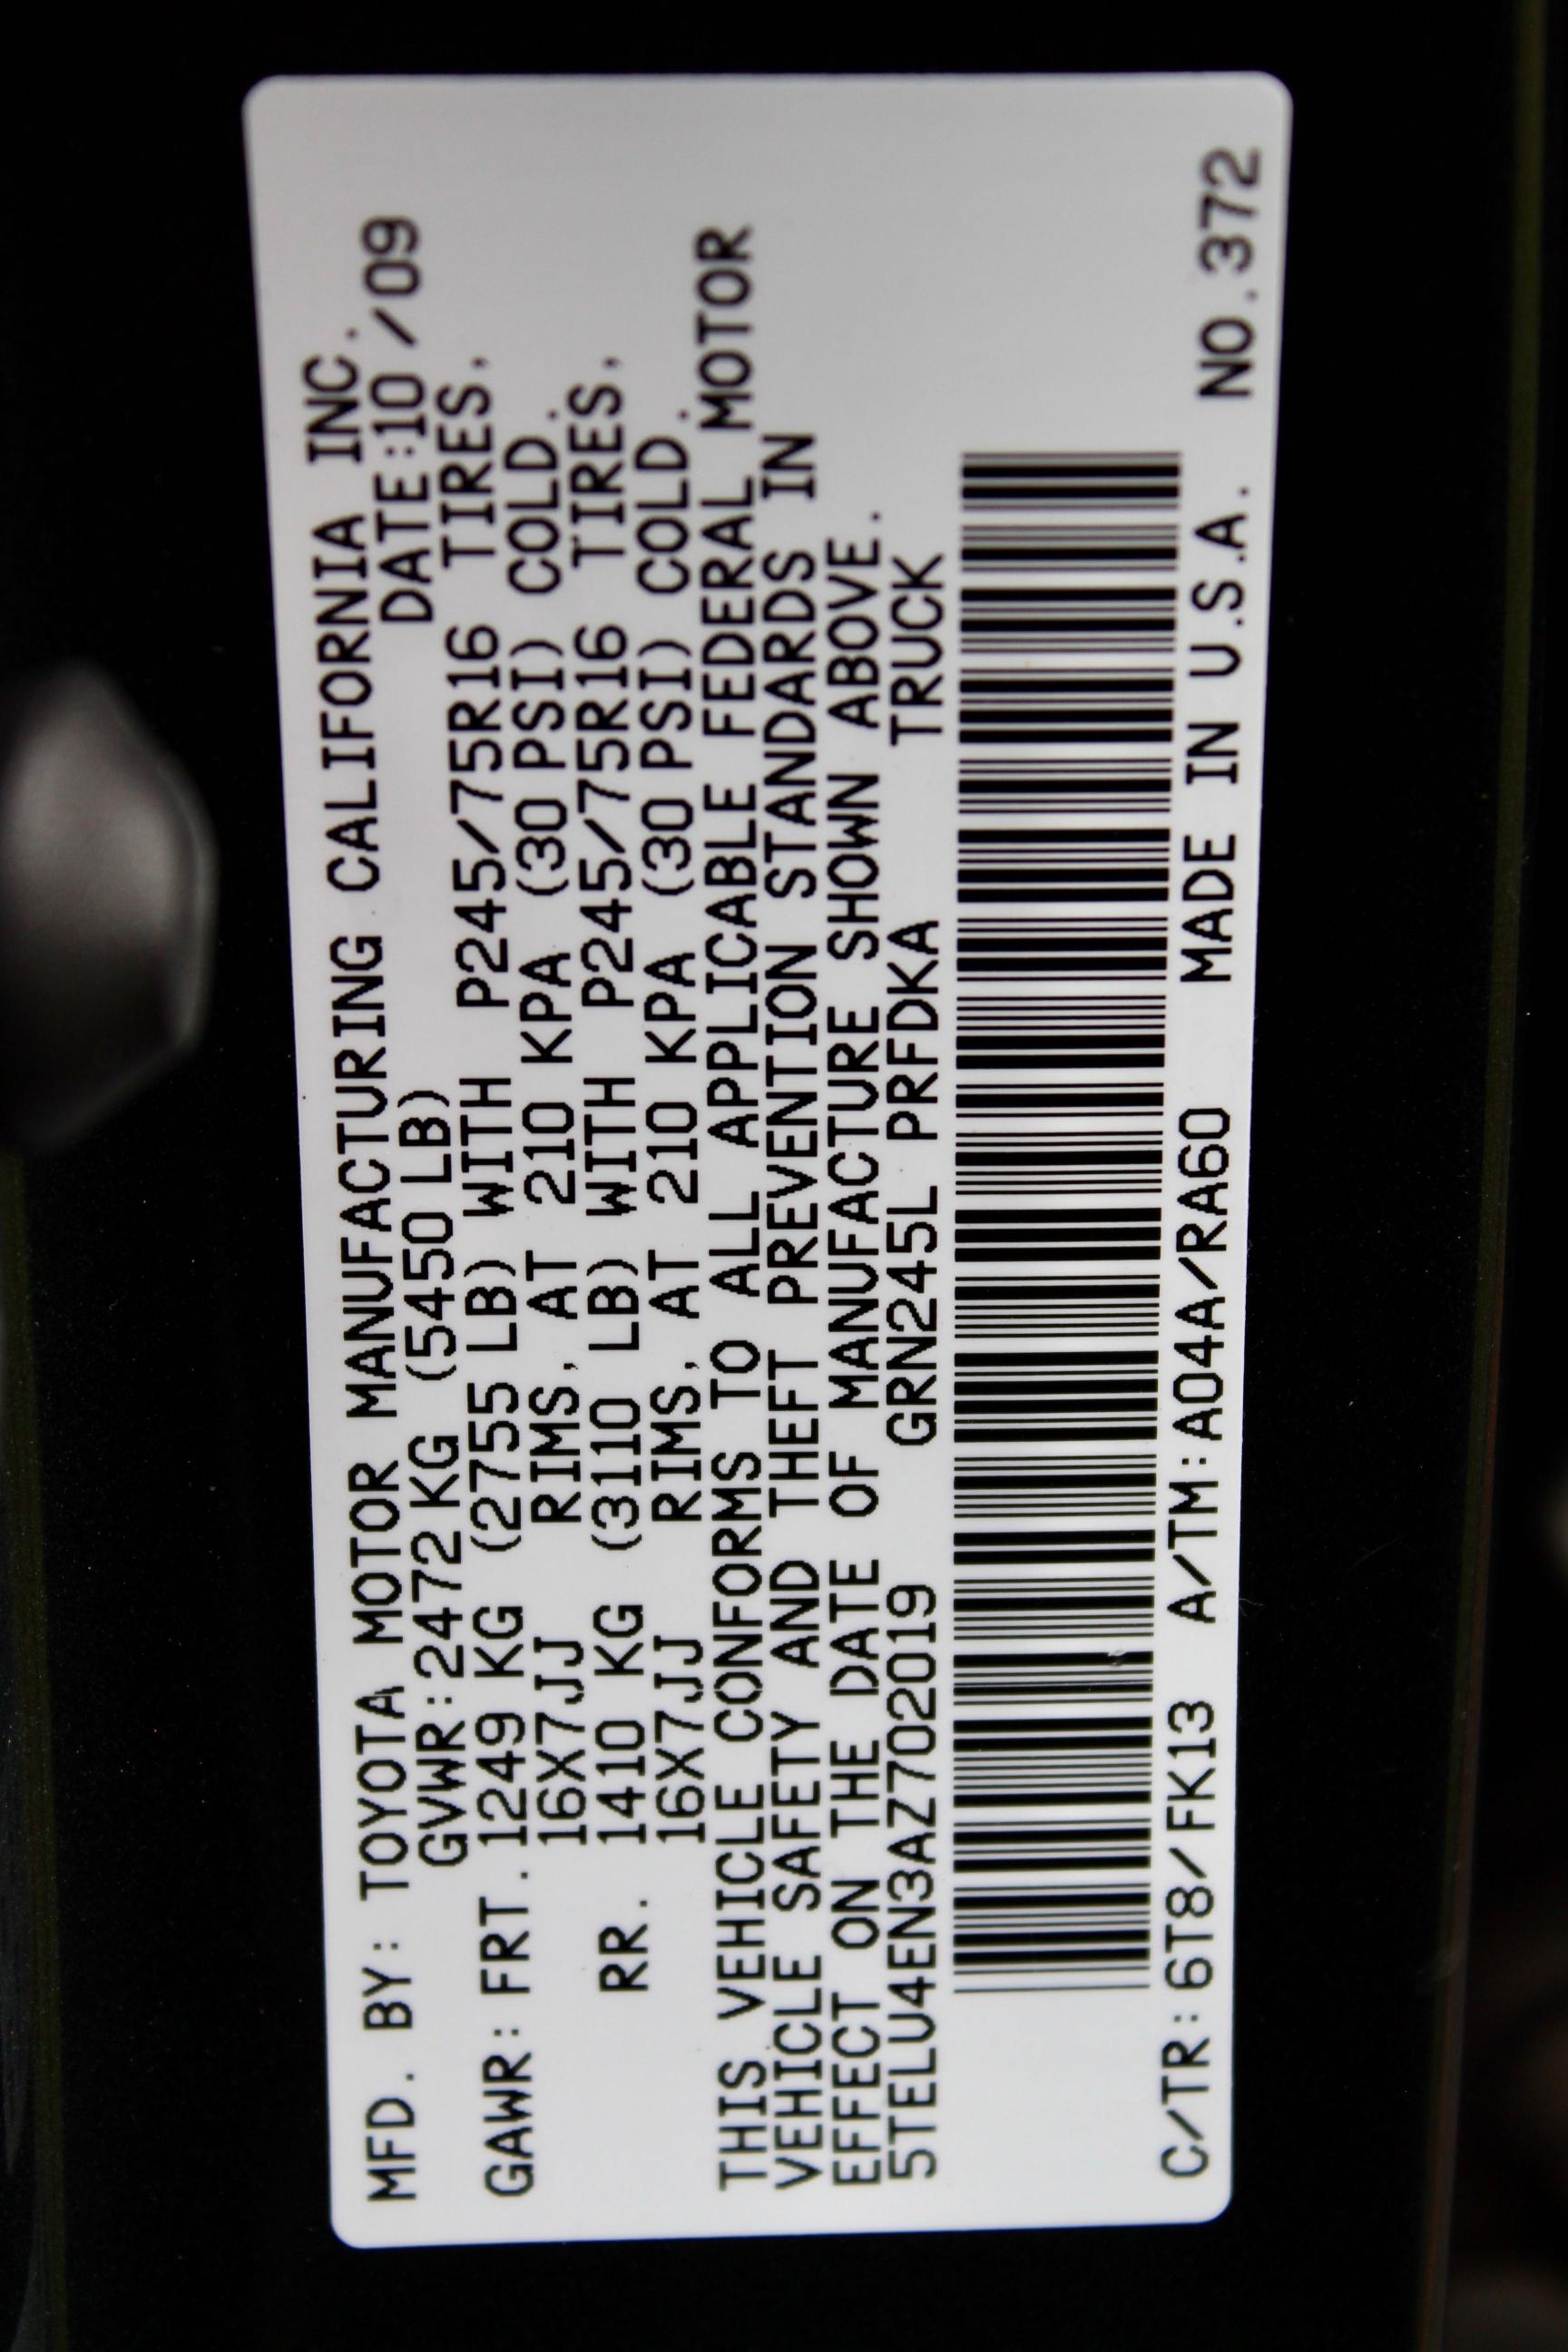 MFD. BY: TOYOTA MOTOR MANUFACTURING CALIFORNIA INC.
GVWR:2472KG (5450LB) DATE:10/09
GAWR: FRT. 1249 KG (2755 LB) WITH P245/75R16 TIRES,
16X7JJ RIMS, AT 210 KPA (30 PSI) COLD.
RR. 1410 KG (3110 LB) WITH P245/75R16 TIRES,
16X7JJ RIMS, AT 210 KPA (30 PSI) COLD.
THIS VEHICLE CONFORMS TO ALL APPLICABLE FEDERAL MOTOR
VEHICLE SAFETY AND THEFT PREVENTION STANDARDS IN
EFFECT ON THE DATE OF MANUFACTURE SHOWN ABOVE.
5TELU4EN3AZ702019 GRN245L PRFDKA TRUCK
C/TR:6T8/FK13 A/TM:A04A/RA60 MADE IN U.S.A. NO.372